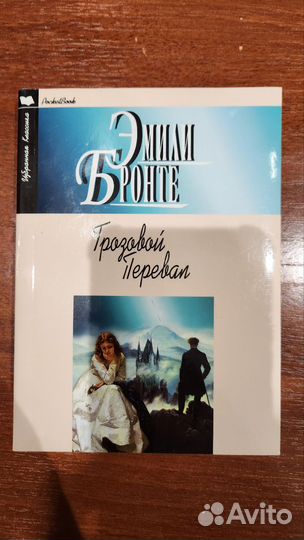 PocketBook
Избранная классика
Эмили
Бронте
Грозовой
Перевал
Avito